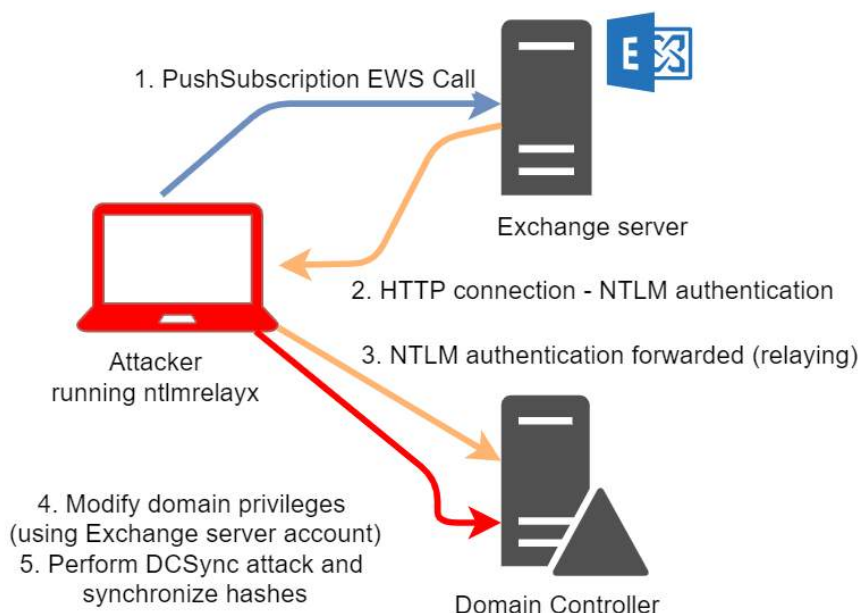 1. PushSubscription EWS Call
E
Exchange server
2. HTTP connection - NTLM authentication
Attacker
running ntlmrelayx
3. NTLM authentication forwarded (relaying)
4. Modify domain privileges
(using Exchange server account)
5. Perform DCSync attack and
synchronize hashes
Domain Controller